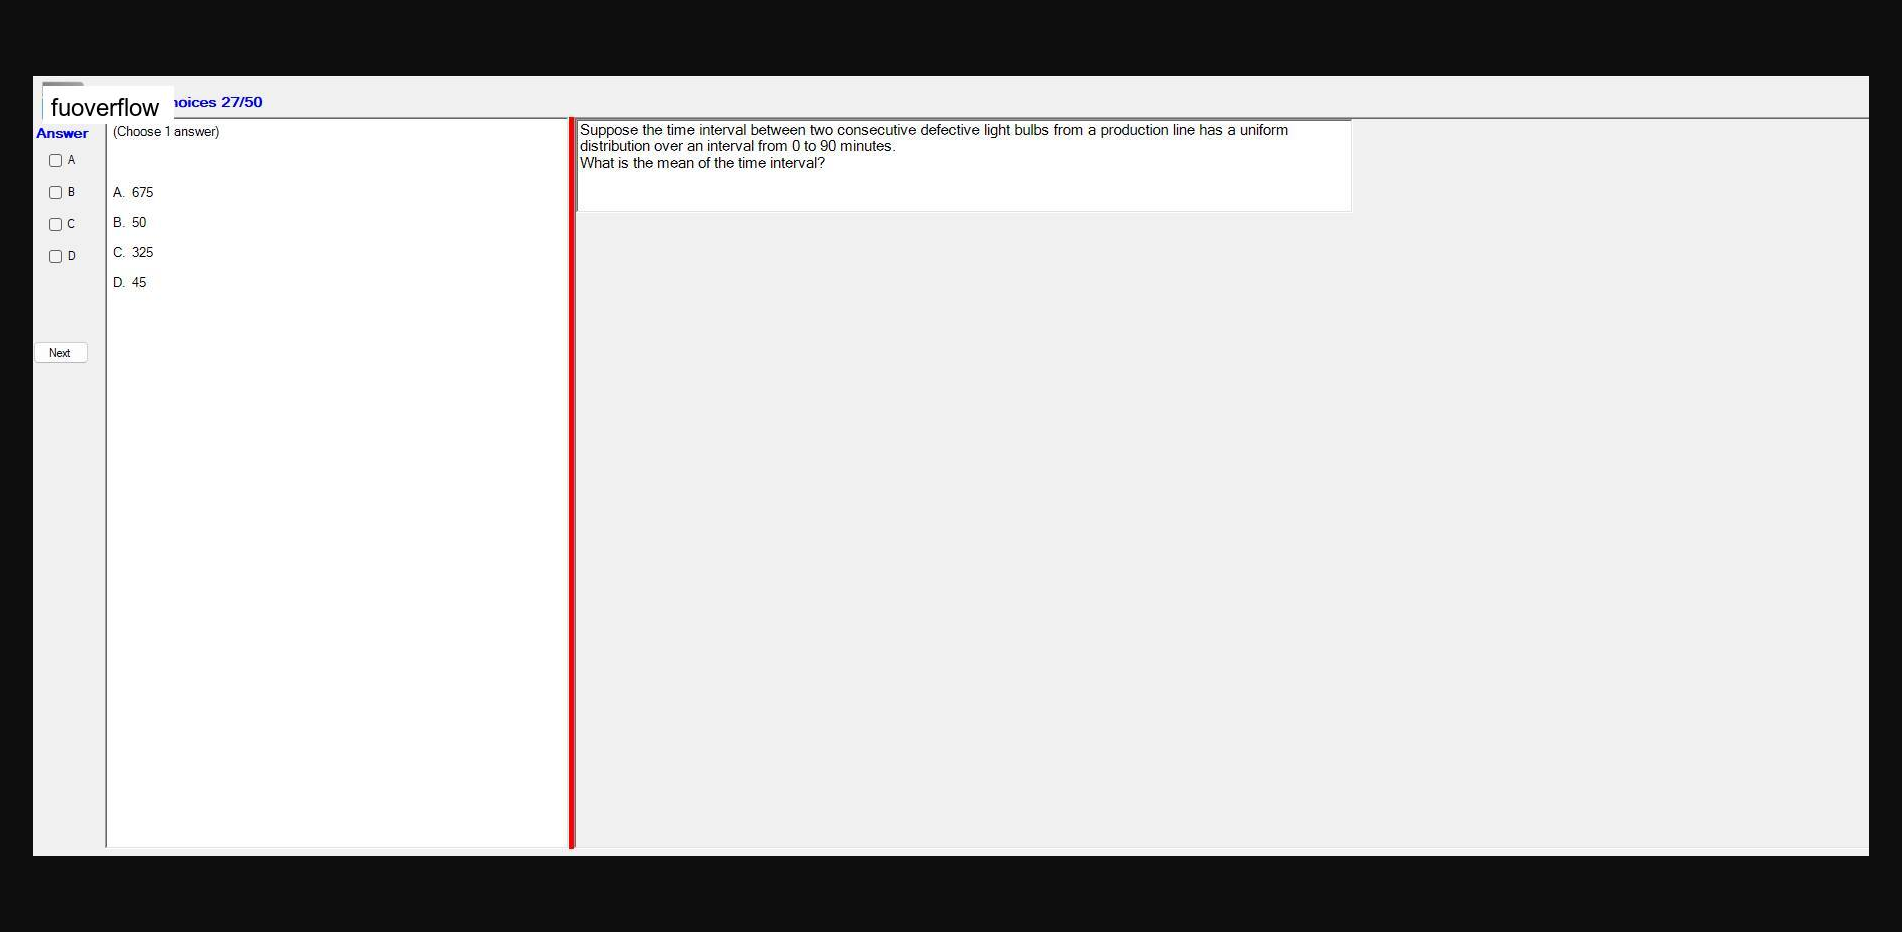 fuoverflow
hoices 27/50
Answer
(Choose 1 answer)
A
B
C
D
A. 675
B. 50
C. 325
D. 45
Next
Suppose the time interval between two consecutive defective light bulbs from a production line has a uniform
distribution over an interval from 0 to 90 minutes.
What is the mean of the time interval?